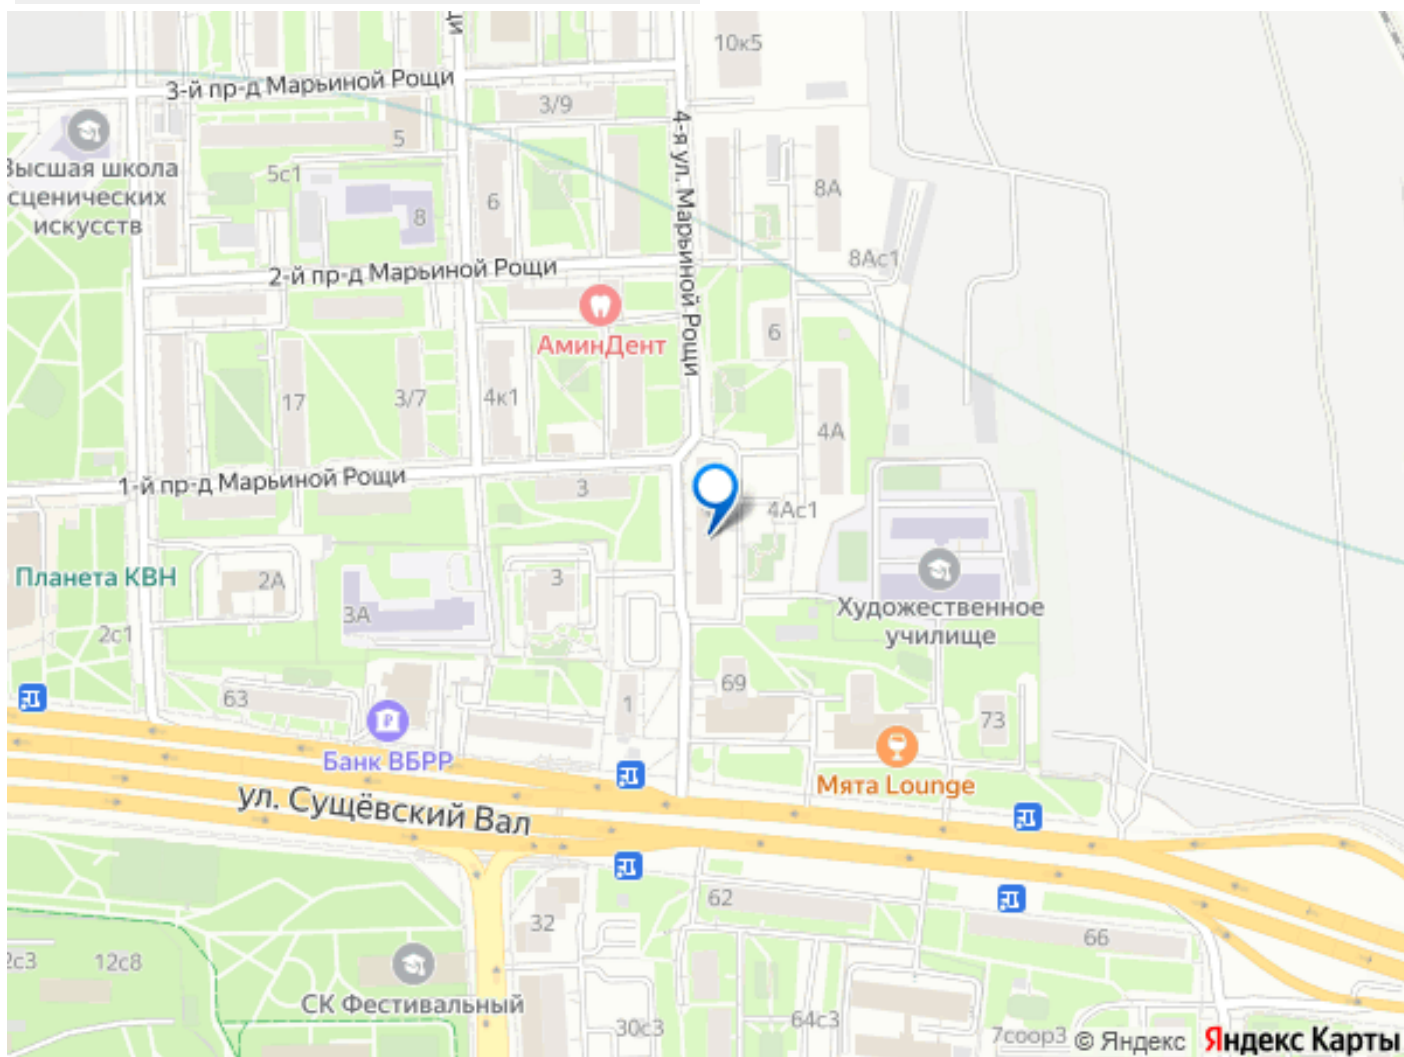 10к5
3-й пр-д Марьиной Рощи
3/9
4-я ул. Марьиной Рощи
5
Высшая школа
сценических
искусств
5с1
8А
6
8
8Ас1
2-й пр-д Марьиной Рощи
АминДент
6
17
3/7
4к1
4А
1-й пр-д Марьиной Рощи
3
4Ас1
Планета КВН
2А
3
3А
Художественное
училище
2с1
63
69
1
73
Банк ВБРР
Мята Lounge
ул. Сущёвский Вал
62
32
66
2с3
12с8
СК Фестивальный
30с3
64с3
7соор3
© Яндекс
Яндекс Карты